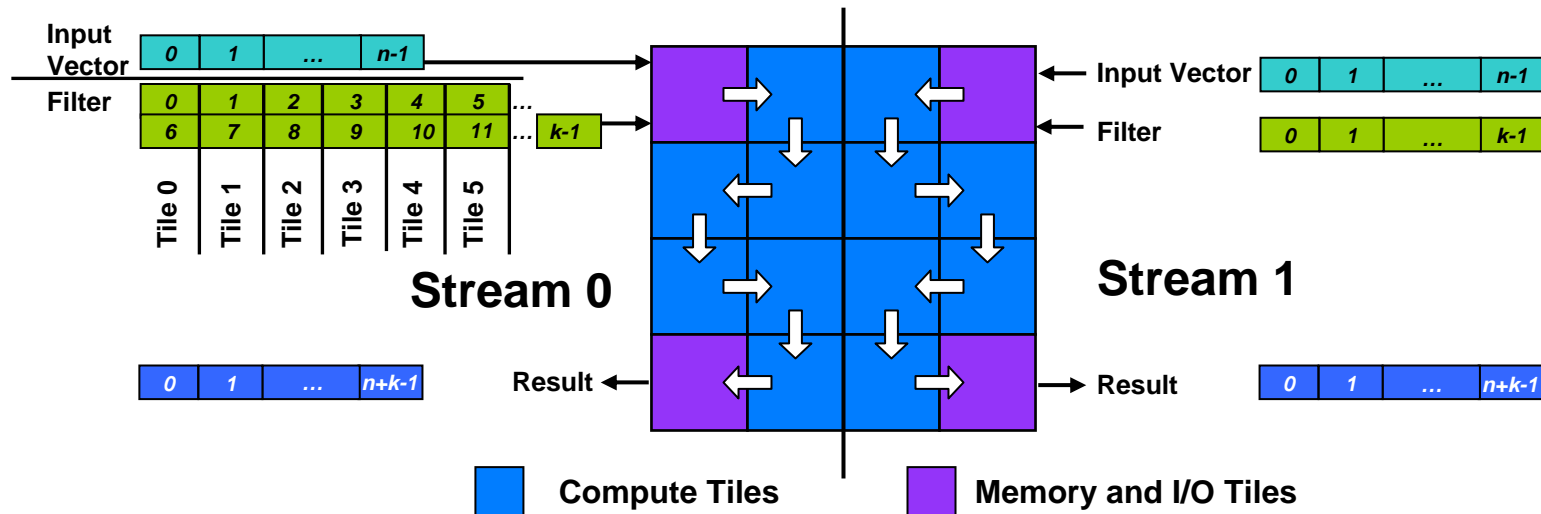 Input Vector 0 1 … n-1
Filter 0 1 2 3 4 5 …
6 7 8 9 10 11 … k-1
Tile 0 Tile 1 Tile 2 Tile 3 Tile 4 Tile 5
Stream 0
0 1 … n+k-1
Result
Input Vector 0 1 … n-1
Filter 0 1 … k-1
Stream 1
Result 0 1 … n+k-1
Compute Tiles
Memory and I/O Tiles